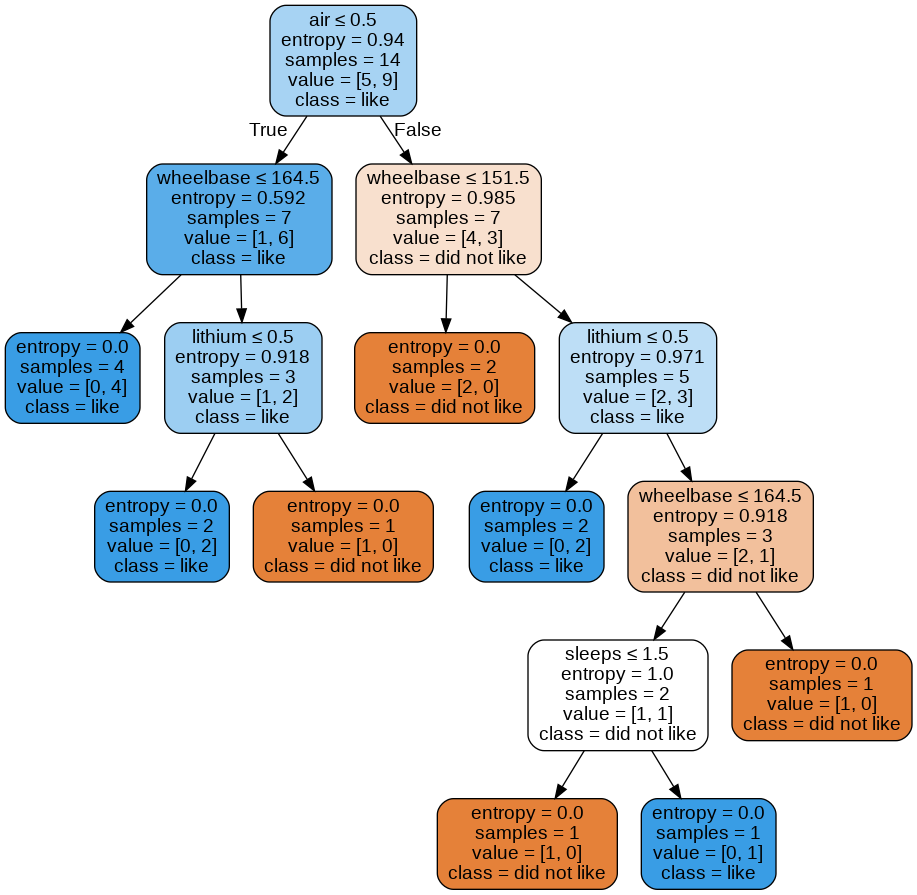 air ≤ 0.5
entropy = 0.94
samples = 14
value = [5, 9]
class = like
True
False
wheelbase ≤ 164.5
entropy = 0.592
samples = 7
value = [1, 6]
class = like
wheelbase ≤ 151.5
entropy = 0.985
samples = 7
value = [4, 3]
class = did not like
entropy = 0.0
samples = 4
value = [0, 4]
class = like
lithium ≤ 0.5
entropy = 0.918
samples = 3
value = [1, 2]
class = like
entropy = 0.0
samples = 2
value = [2, 0]
class = did not like
lithium ≤ 0.5
entropy = 0.971
samples = 5
value = [2, 3]
class = like
entropy = 0.0
samples = 2
value = [0, 2]
class = like
entropy = 0.0
samples = 1
value = [1, 0]
class = did not like
entropy = 0.0
samples = 2
value = [0, 2]
class = like
wheelbase ≤ 164.5
entropy = 0.918
samples = 3
value = [2, 1]
class = did not like
sleeps ≤ 1.5
entropy = 1.0
samples = 2
value = [1, 1]
class = did not like
entropy = 0.0
samples = 1
value = [1, 0]
class = did not like
entropy = 0.0
samples = 1
value = [1, 0]
class = did not like
entropy = 0.0
samples = 1
value = [0, 1]
class = like